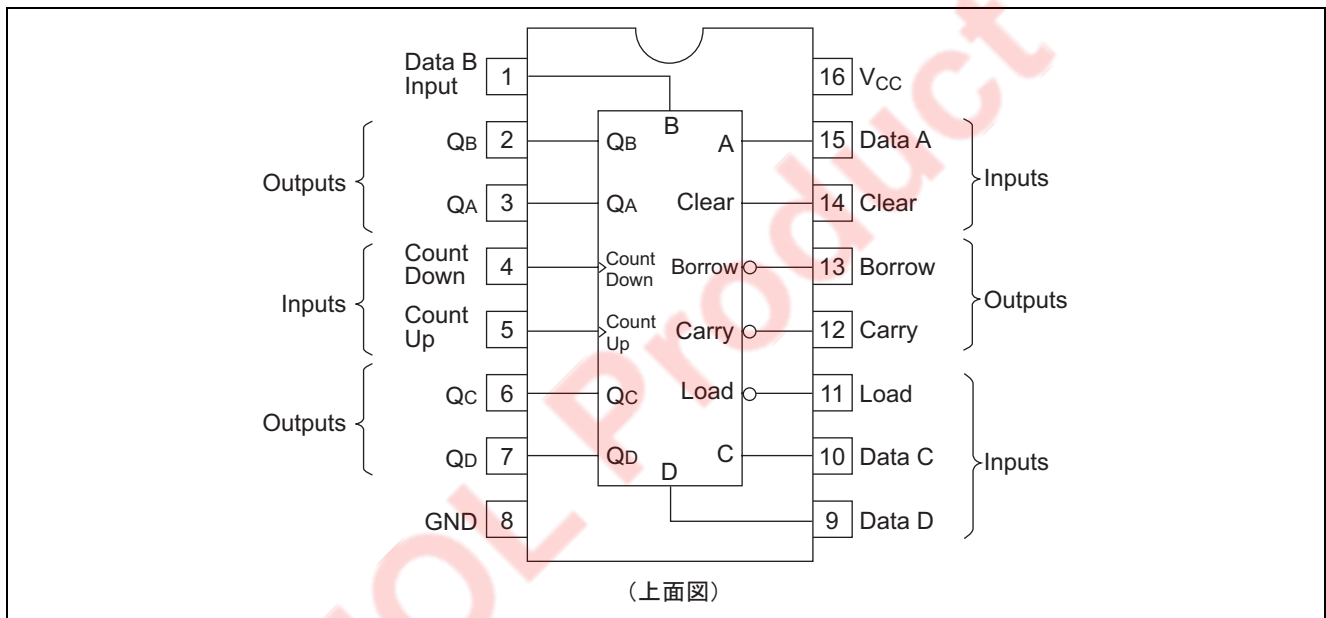 Data B
Input
1
16
VCC
B
Outputs
QB
2
QB
A
15
Data A
Inputs
QA
3
QA
Clear
14
Clear
Inputs
Count
Down
4
Count
Down
Borrow
13
Borrow
Outputs
Count
Up
5
Count
Up
Carry
12
Carry
Outputs
QC
6
QC
Load
11
Load
Inputs
QD
7
QD
C
10
Data C
D
GND
8
9
Data D
(上面図)
OL Product